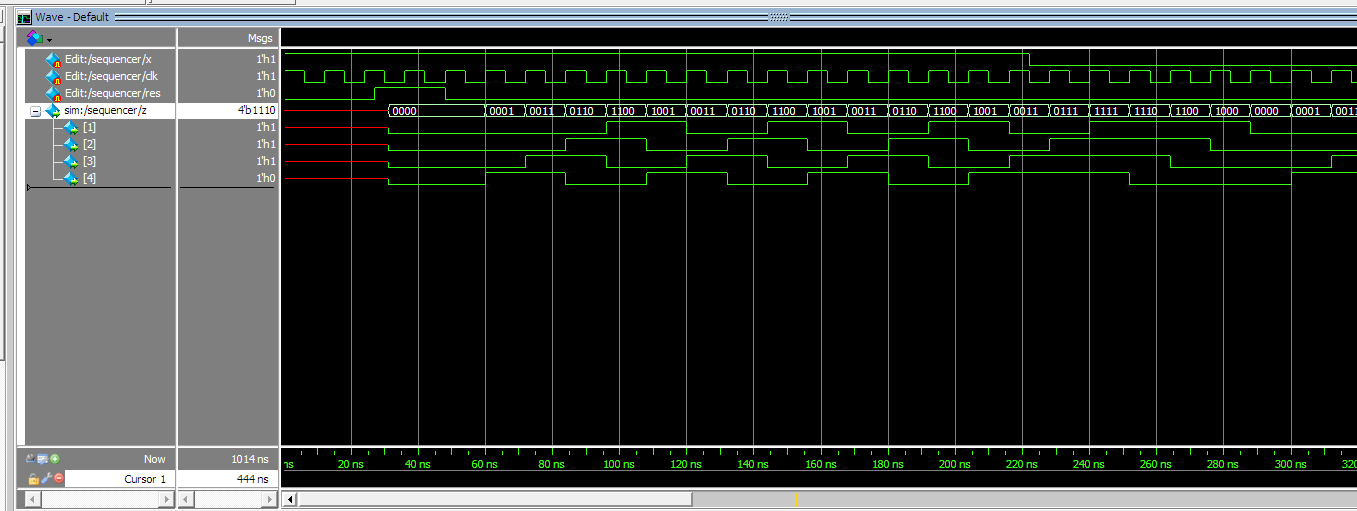 Wave - Default
Msgs
Edit:/sequencer/x 1'h1
Edit:/sequencer/clk 1'h1
Edit:/sequencer/res 1'h0
sim:/sequencer/z 4'b1110 0000 0001 0011 0110 1100 1001 0011 0110 1100 1001 0011 0110 1100 1001 0011 0111 1111 1110 1100 1000 0000 0001 0011
[1] 1'h1
[2] 1'h1
[3] 1'h1
[4] 1'h0
Now 1014 ns ns 20 ns 40 ns 60 ns 80 ns 100 ns 120 ns 140 ns 160 ns 180 ns 200 ns 220 ns 240 ns 260 ns 280 ns 300 ns 320
Cursor 1 444 ns